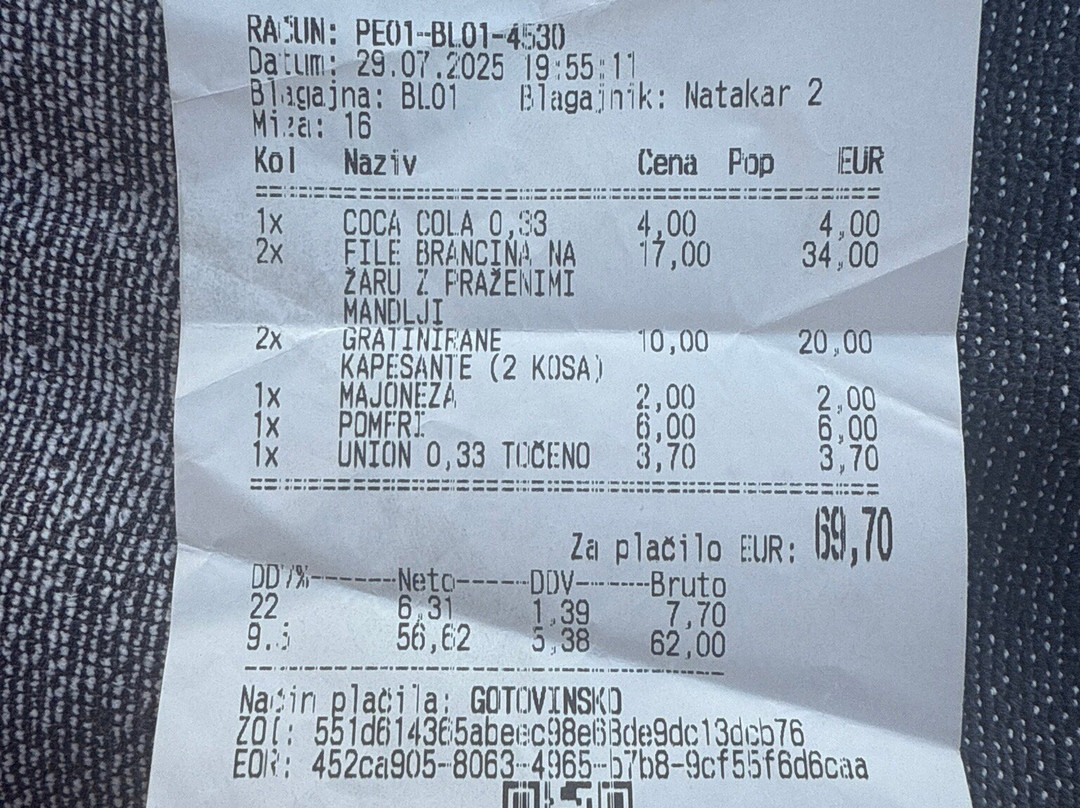 RAČUN: PE01-BL01-4530
Datum: 29.07.2025 19:55:11
Blagajna: BL01 Blagajnik: Natakar 2
Miza: 16
Kol Naziv Cena Pop EUR
1x COCA COLA 0,33 4,00 4,00
2x FILE BRANCINA NA 17,00 34,00
ŽARU Z PRAŽENIMI
MANDLJI
2x GRATINIRANE 10,00 20,00
KAPESANTE (2 KOSA)
1x MAJONEZA 2,00 2,00
1x POMFRI 6,00 6,00
1x UNION 0,33 TOČENO 3,70 3,70
Za plačilo EUR: 69,70
DDV%------Neto-----DDV------Bruto
22 6,31 1,39 7,70
9.5 56,62 5,38 62,00
Način plačila: GOTOVINSKO
ZOI:
EOR: 452ca905-8063-4965-b7b8-9cf55f6d6caa